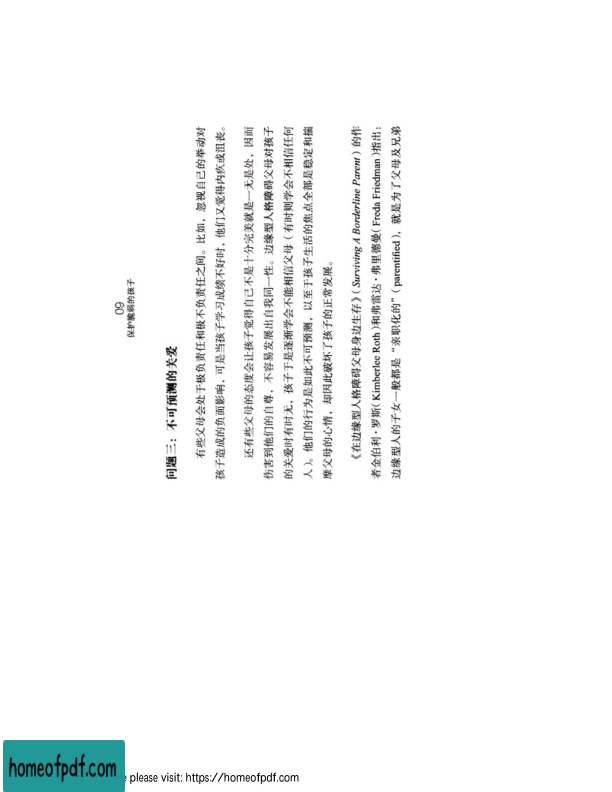 09
保护脆弱的孩子
问题三：不可预测的关爱
有些父母会处于极负责任和极不负责任之间。比如，忽视自己的举动对
孩子造成的负面影响，可是当孩子学习成绩不好时，他们又觉得内疚或沮丧。
还有些父母的态度会让孩子觉得自己不是十分完美就是一无是处，因而
伤害到他们的自尊，不容易发展出自我同一性。边缘型人格障碍父母对孩子
的关爱时有时无，孩子于是逐渐学会不能相信父母（有时则学会不相信任何
人）。他们的行为是如此不可预测，以至于孩子生活的焦点全部是稳定和揣
摩父母的心情，却因此破坏了孩子的正常发展。
《在边缘型人格障碍父母身边生存》（Surviving A Borderline Parent）的作
者金伯利·罗斯（Kimberlee Roth）和弗雷达·弗里德曼（Freda Friedman）指出：
边缘型人的子女一般都是“亲职化的”（parentified），就是为了父母及兄弟
homeofpdf.com
please visit: https://homeofpdf.com